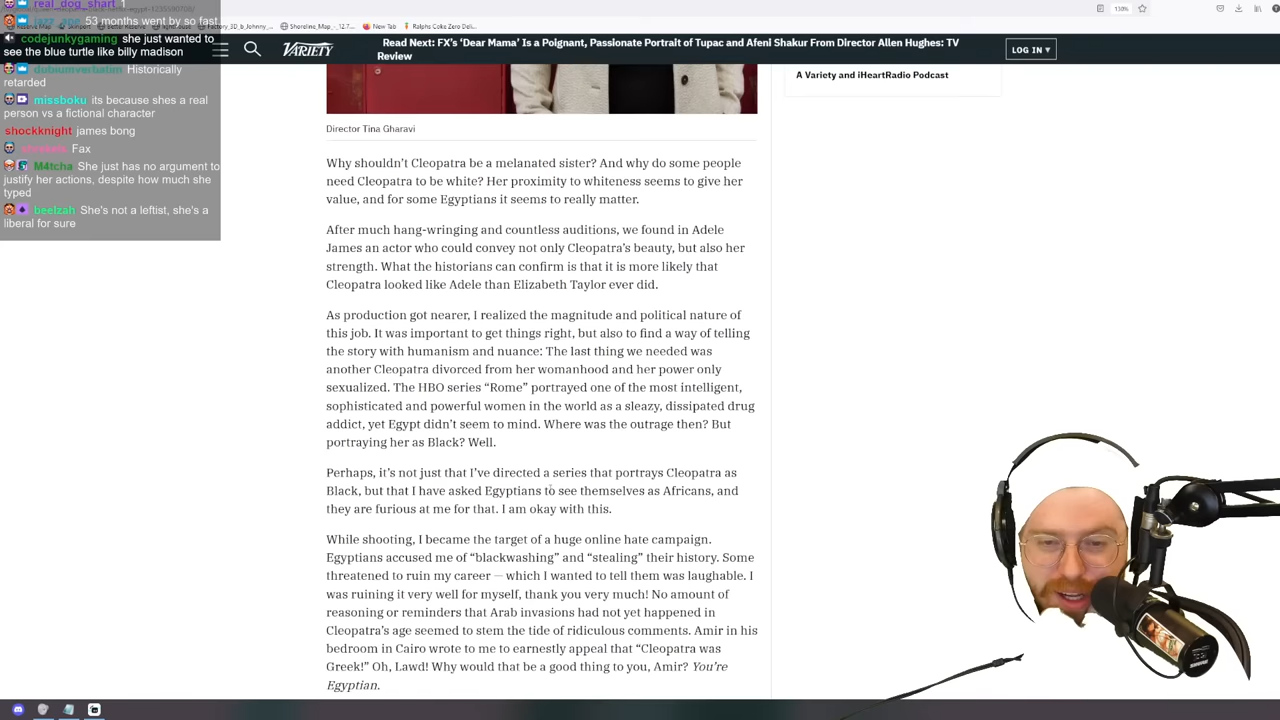 real_dog_shart 1
jazz_ape 53 months went by so fast
codejunkygaming she just wanted to
see the blue turtle like billy madison
dubiumverbatim Historically
retarded
missboku its because shes a real
person vs a fictional character
shockknight james bong
Fax
M4tcha She just has no argument to
justify her actions, despite how much she
typed
beelzah She's not a leftist, she's a
liberal for sure
Shoreline_Map_-_12.7...
New Tab
Ralphs Coke Zero Deli...
138%
VARIETY
Read Next: FX's 'Dear Mama' Is a Poignant, Passionate Portrait of Tupac and Afeni Shakur From Director Allen Hughes: TV
Review
LOG IN ▾
A Variety and iHeartRadio Podcast
Director Tina Gharavi
Why shouldn't Cleopatra be a melanated sister? And why do some people
need Cleopatra to be white? Her proximity to whiteness seems to give her
value, and for some Egyptians it seems to really matter.
After much hang-wringing and countless auditions, we found in Adele
James an actor who could convey not only Cleopatra's beauty, but also her
strength. What the historians can confirm is that it is more likely that
Cleopatra looked like Adele than Elizabeth Taylor ever did.
As production got nearer, I realized the magnitude and political nature of
this job. It was important to get things right, but also to find a way of telling
the story with humanism and nuance: The last thing we needed was
another Cleopatra divorced from her womanhood and her power only
sexualized. The HBO series "Rome" portrayed one of the most intelligent,
sophisticated and powerful women in the world as a sleazy, dissipated drug
addict, yet Egypt didn't seem to mind. Where was the outrage then? But
portraying her as Black? Well.
Perhaps, it's not just that I've directed a series that portrays Cleopatra as
Black, but that I have asked Egyptians to see themselves as Africans, and
they are furious at me for that. I am okay with this.
While shooting, I became the target of a huge online hate campaign.
Egyptians accused me of "blackwashing" and "stealing" their history. Some
threatened to ruin my career — which I wanted to tell them was laughable. I
was ruining it very well for myself, thank you very much! No amount of
reasoning or reminders that Arab invasions had not yet happened in
Cleopatra's age seemed to stem the tide of ridiculous comments. Amir in his
bedroom in Cairo wrote to me to earnestly appeal that "Cleopatra was
Greek!" Oh, Lawd! Why would that be a good thing to you, Amir? You're
Egyptian.
SHURE